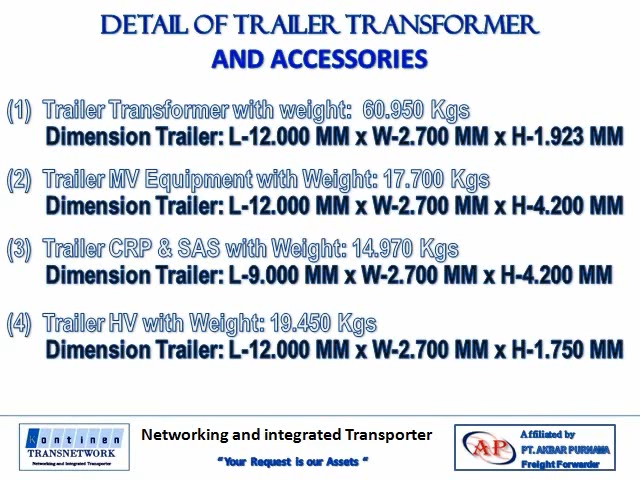 DETAIL OF TRAILER TRANSFORMER
AND ACCESSORIES
(1) Trailer Transformer with weight: 60.950 Kgs
Dimension Trailer: L-12.000 MM x W-2.700 MM x H-1.923 MM
(2) Trailer MV Equipment with Weight: 17.700 Kgs
Dimension Trailer: L-12.000 MM x W-2.700 MM x H-4.200 MM
(3) Trailer CRP & SAS with Weight: 14.970 Kgs
Dimension Trailer: L-9.000 MM x W-2.700 MM x H-4.200 MM
(4) Trailer HV with Weight: 19.450 Kgs
Dimension Trailer: L-12.000 MM x W-2.700 MM x H-1.750 MM
Kontinen
TRANSNETWORK
Networking and Integrated Transporter
Networking and integrated Transporter
“Your Request is our Assets “
AP
Affiliated by
PT. AKBAR PURNAMA
Freight Forwarder